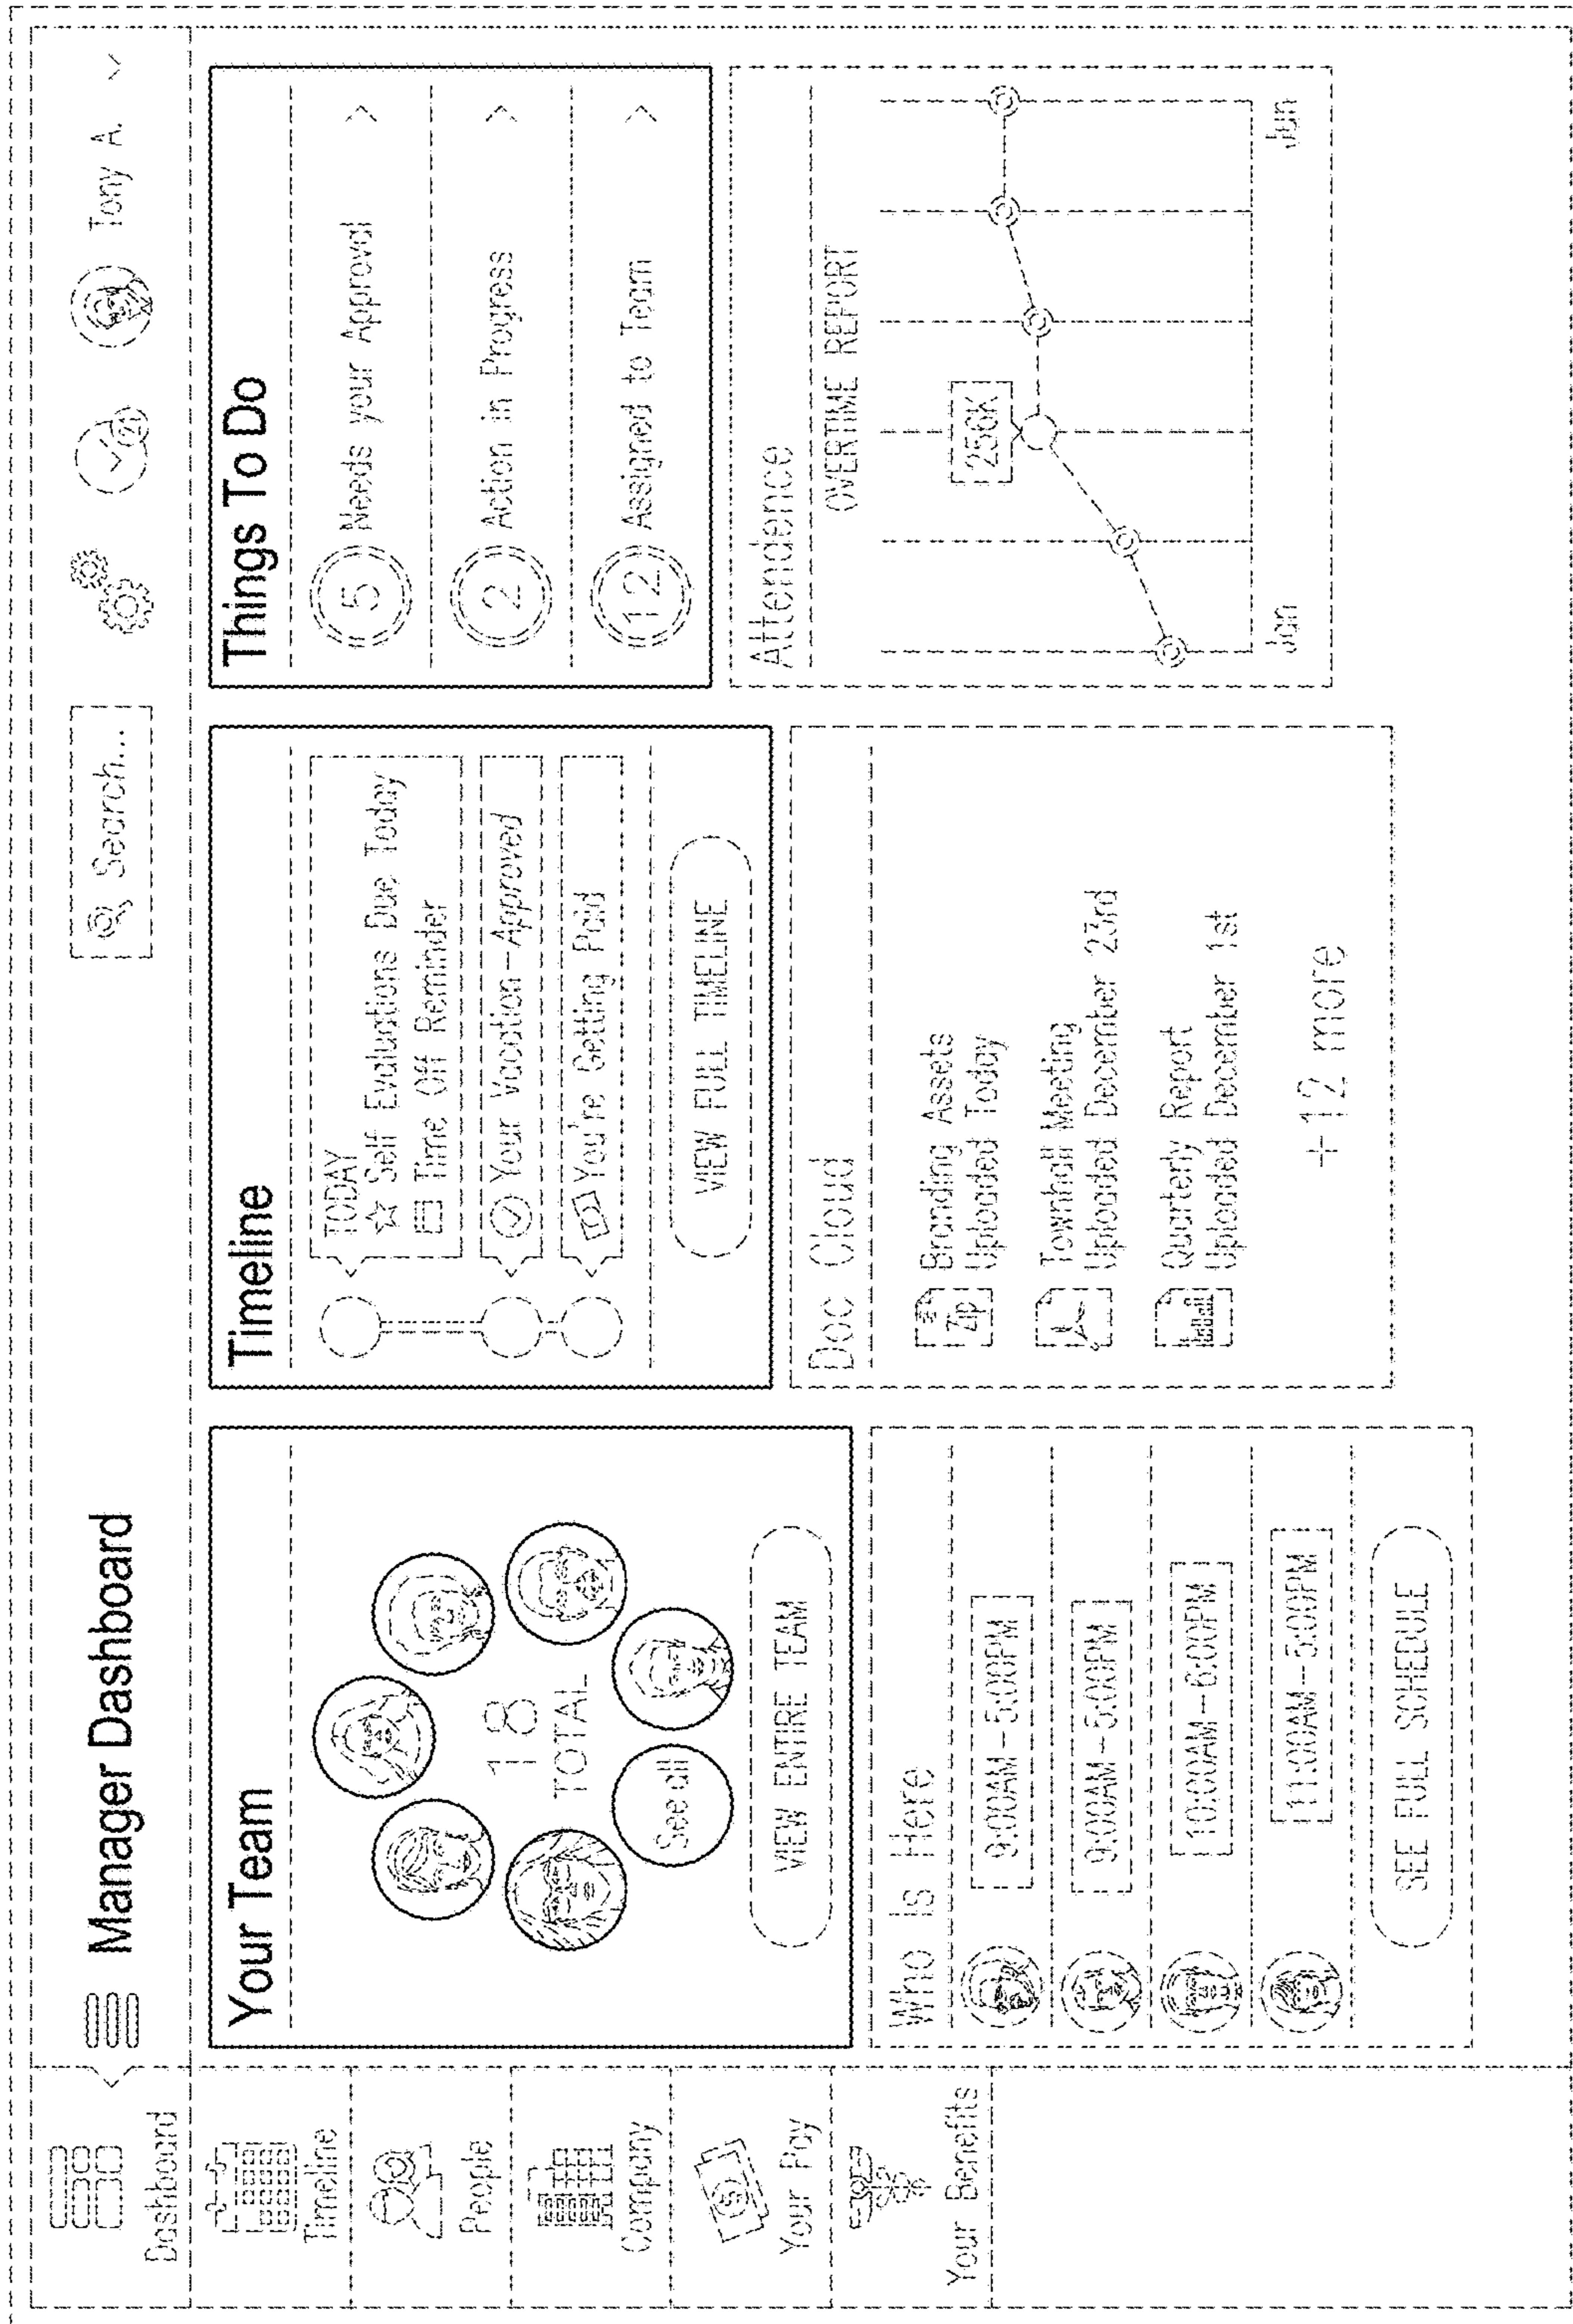 Manager Dashboard
Search...
Tony A.
Dashboard
Timeline
People
Company
Your Pay
Your Benefits
Your Team
18
TOTAL
See all
VIEW ENTIRE TEAM
Timeline
TODAY
Self Evaluations Due Today
Time Off Reminder
Your Vacation-Approved
You're Getting Paid
VIEW FULL TIMELINE
Things To Do
5 Needs your Approval
2 Action in Progress
12 Assigned to Team
Who Is Here
9:00AM-5:00PM
9:00AM-5:00PM
10:00AM-6:00PM
11:00AM-5:00PM
SEE FULL SCHEDULE
Doc Cloud
Zip
Branding Assets
Uploaded Today
Townhall Meeting
Uploaded December 23rd
Quarterly Report
Uploaded December 1st
+12 more
Attendence
OVERTIME REPORT
256K
Jan
Jun